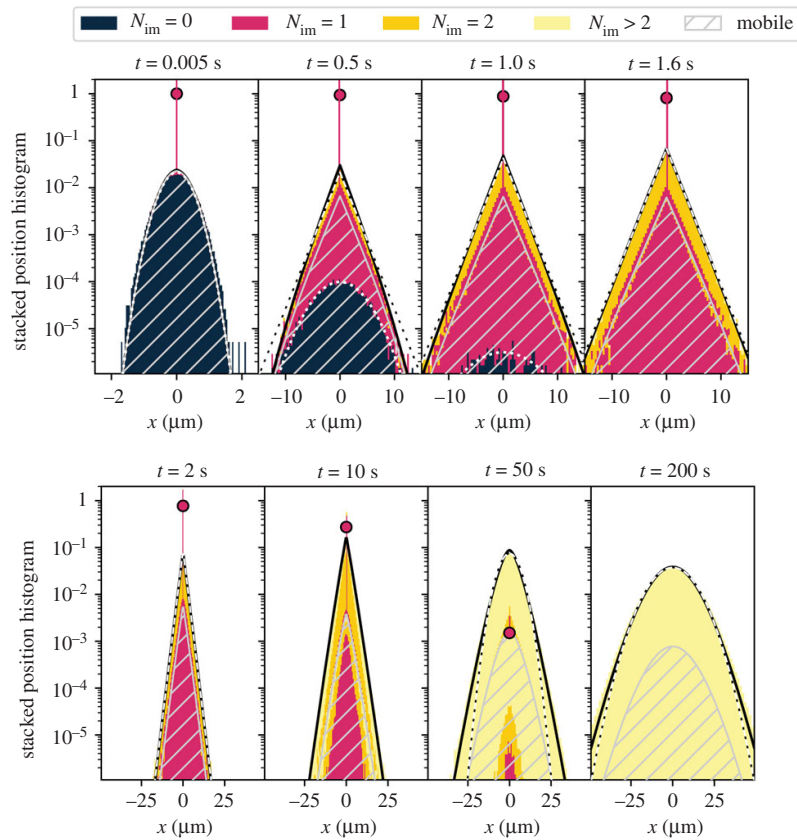 N_im = 0 N_im = 1 N_im = 2 N_im > 2 mobile
t = 0.005 s t = 0.5 s t = 1.0 s t = 1.6 s
stacked position histogram
1
10⁻¹
10⁻²
10⁻³
10⁻⁴
10⁻⁵
−2 0 2 −10 0 10 −10 0 10 −10 0 10
x (μm) x (μm) x (μm) x (μm)
t = 2 s t = 10 s t = 50 s t = 200 s
stacked position histogram
1
10⁻¹
10⁻²
10⁻³
10⁻⁴
10⁻⁵
−25 0 25 −25 0 25 −25 0 25 −25 0 25
x (μm) x (μm) x (μm) x (μm)